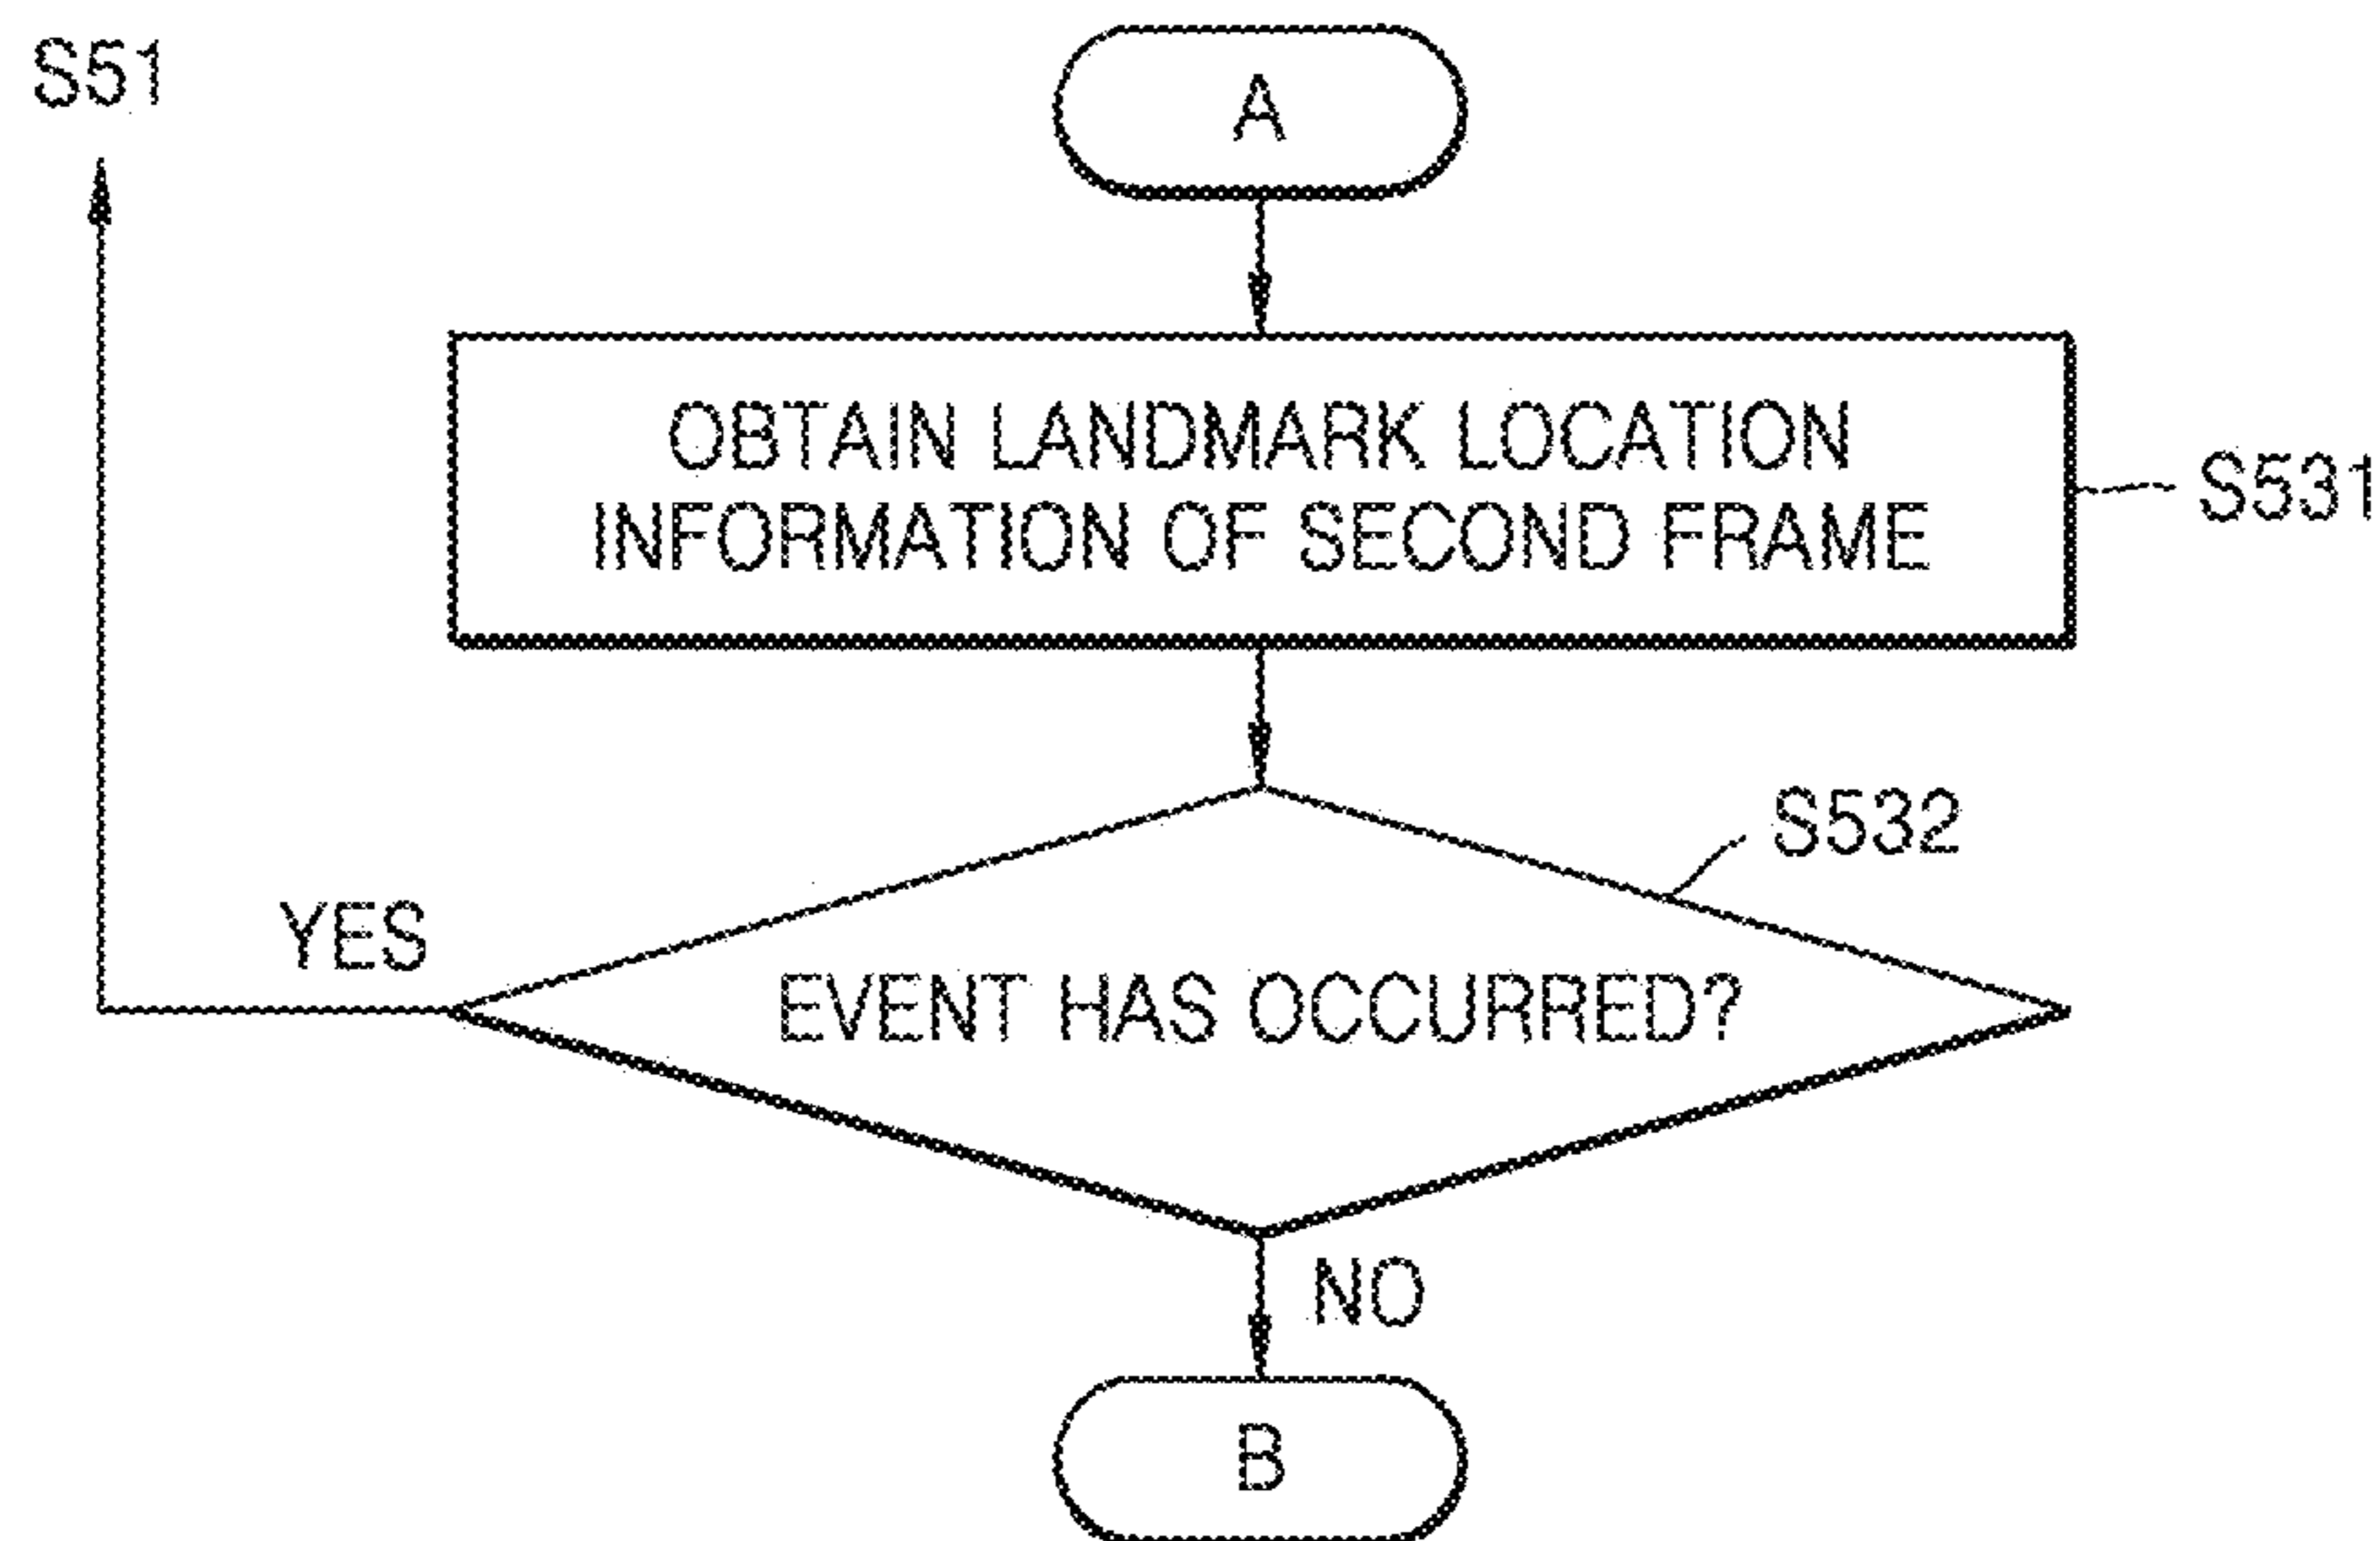 S51
A
OBTAIN LANDMARK LOCATION
INFORMATION OF SECOND FRAME
S531
S532
YES
EVENT HAS OCCURRED?
NO
B